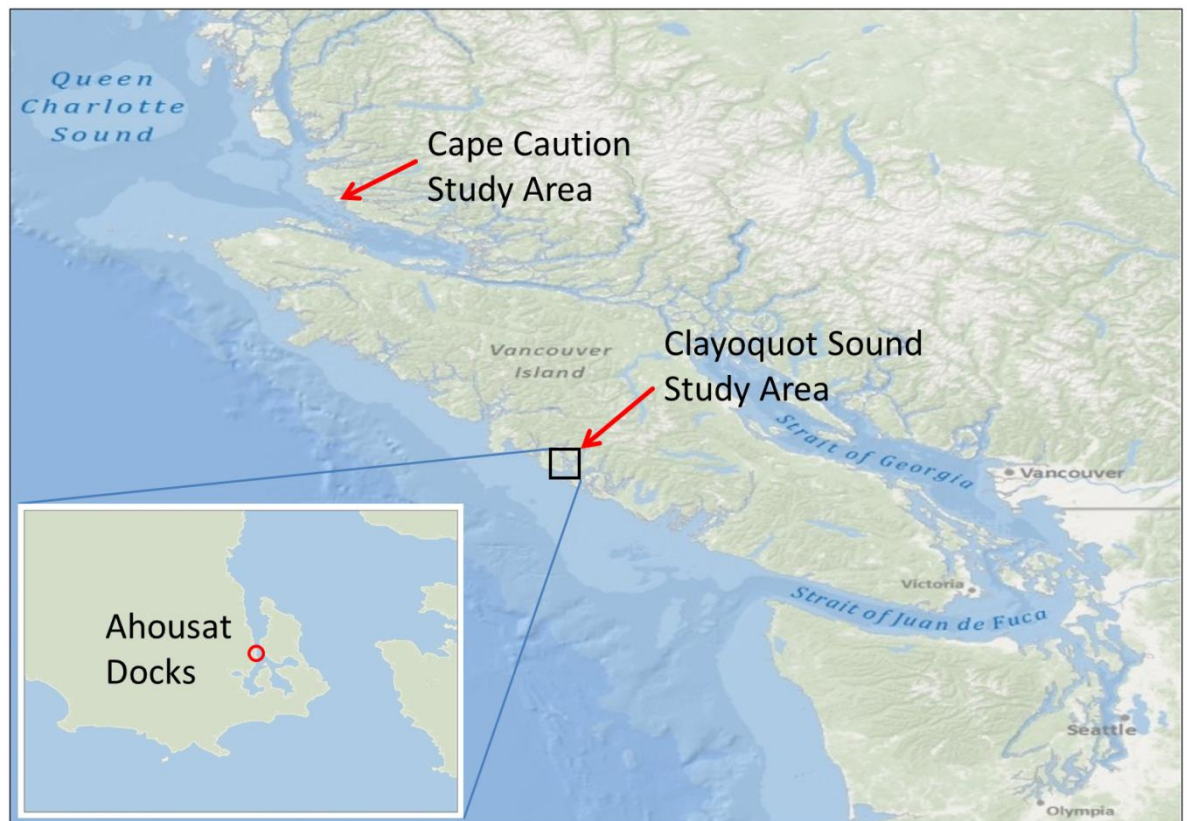 Queen
Charlotte
Sound
Cape Caution
Study Area
Vancouver
Island
Clayoquot Sound
Study Area
Strait of Georgia
Vancouver
Victoria
Strait of Juan de Fuca
Ahousat
Docks
Seattle
Olympia